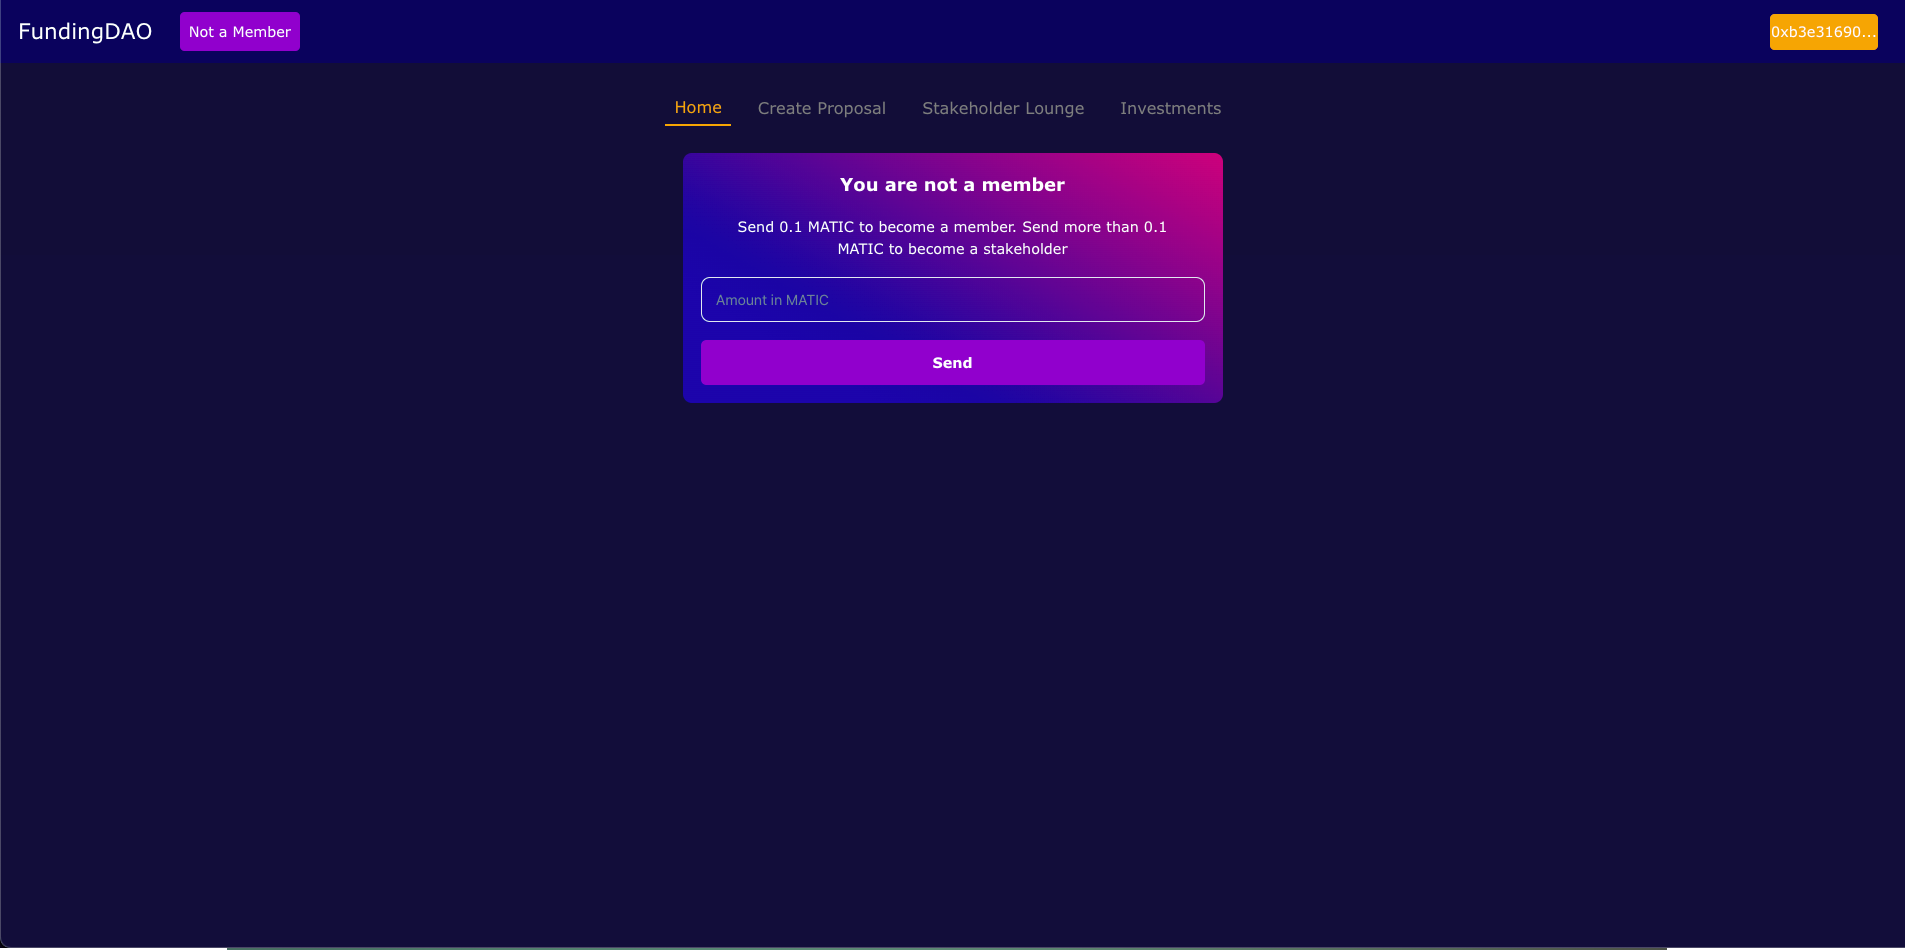 FundingDAO
Not a Member
0xb3e31690...
Home
Create Proposal
Stakeholder Lounge
Investments
You are not a member
Send 0.1 MATIC to become a member. Send more than 0.1
MATIC to become a stakeholder
Amount in MATIC
Send